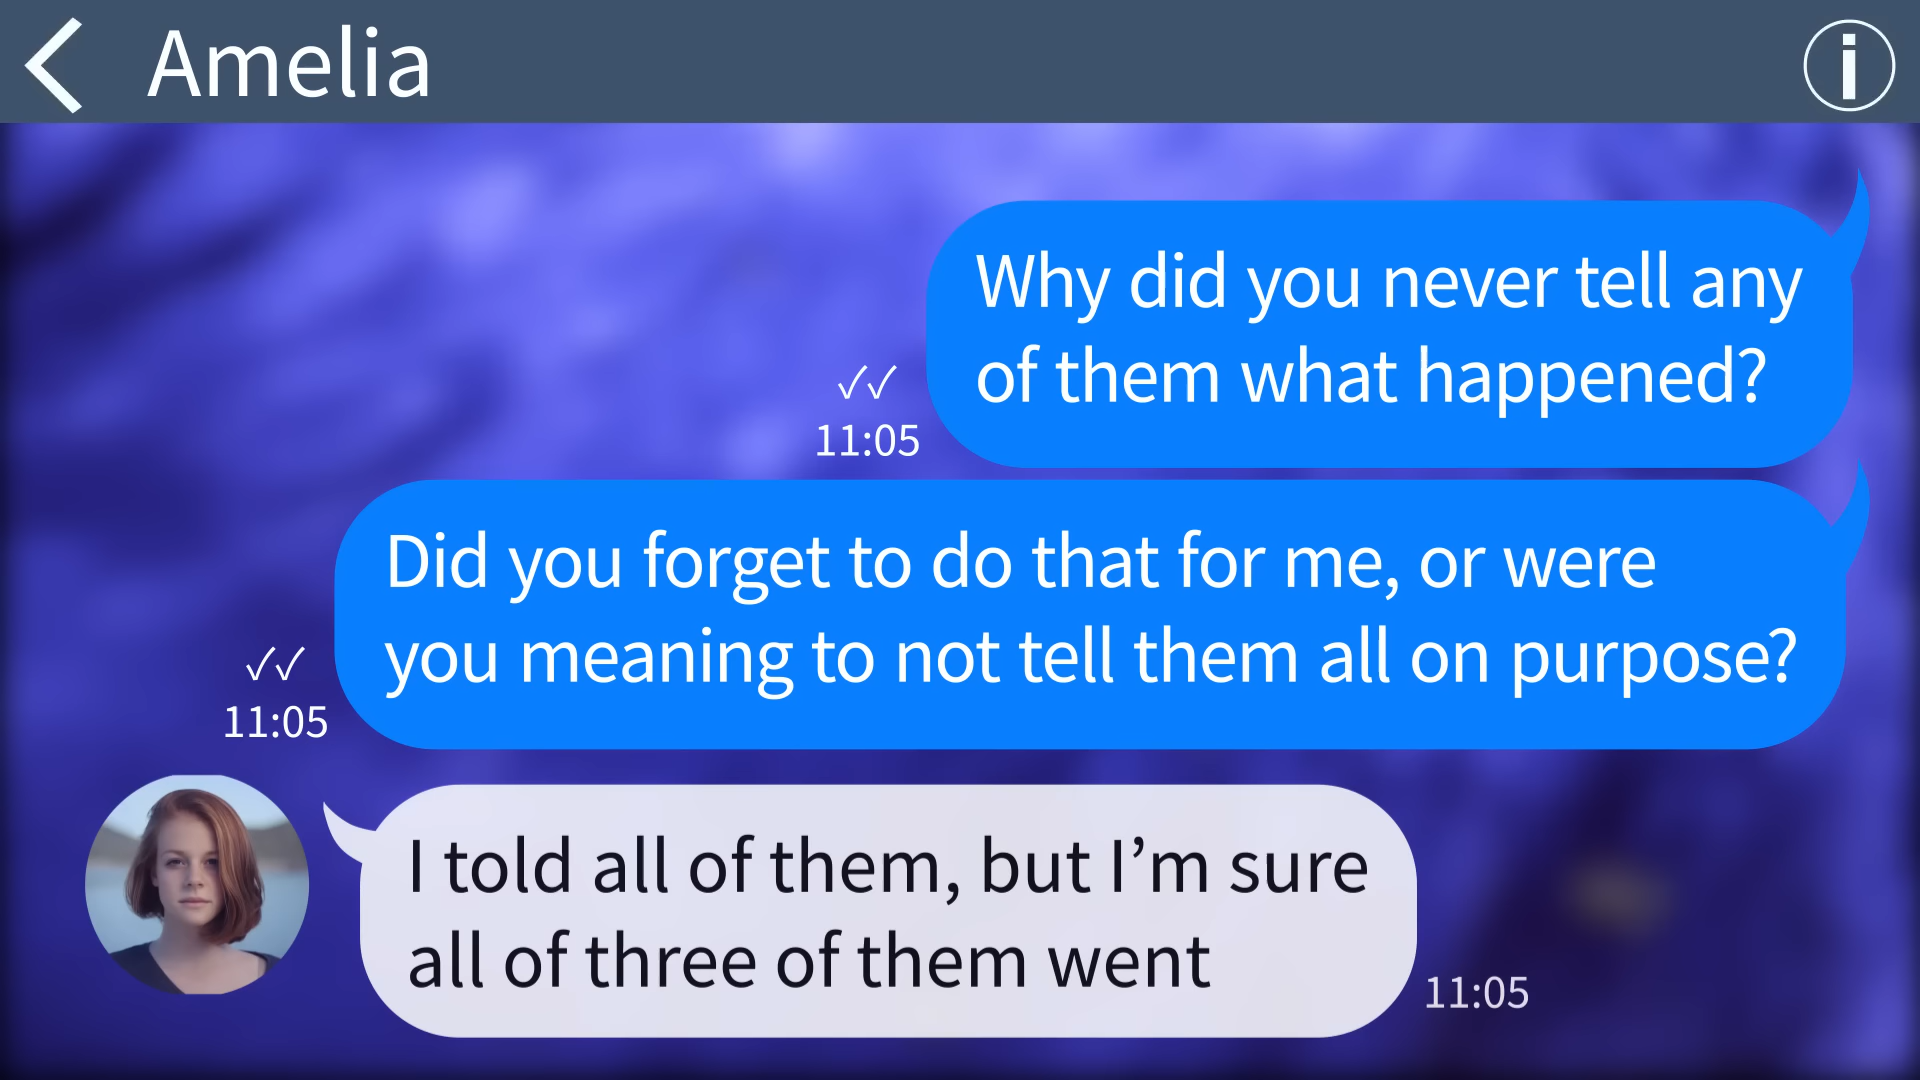 Amelia
Why did you never tell any
of them what happened?
✓✓
11:05
Did you forget to do that for me, or were
you meaning to not tell them all on purpose?
✓✓
11:05
I told all of them, but I’m sure
all of three of them went
11:05